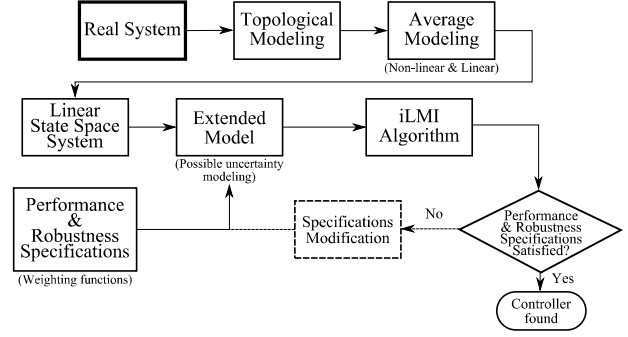 Real System
Topological
Modeling
Average
Modeling
(Non-linear & Linear)
Linear
State Space
System
Extended
Model
(Possible uncertainty
modeling)
iLMI
Algorithm
Performance
&
Robustness
Specifications
(Weighting functions)
Specifications
Modification
No
Performance
& Robustness
Specifications
Satisfied?
Yes
Controller
found